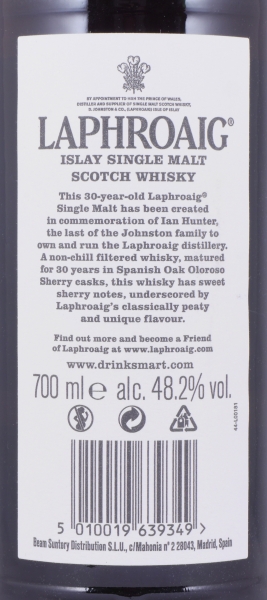 BY APPOINTMENT TO HRH THE PRINCE OF WALES,
DISTILLER AND SUPPLIER OF SINGLE MALT SCOTCH WHISKY,
D. JOHNSTON & CO., (LAPHROAIG) ISLE OF ISLAY
LAPHROAIG®
ISLAY SINGLE MALT
SCOTCH WHISKY
This 30-year-old Laphroaig®
Single Malt has been created
in commemoration of Ian Hunter,
the last of the Johnston family to
own and run the Laphroaig distillery.
A non-chill filtered whisky, matured
for 30 years in Spanish Oak Oloroso
Sherry casks, this whisky has sweet
sherry notes, underscored by
Laphroaig's classically peaty
and unique flavour.
Find out more and become a Friend
of Laphroaig at www.laphroaig.com
www.drinksmart.com
700 ml e alc. 48.2% vol.
5 010019 639349 >
Beam Suntory Distribution S.L.U., c/Mahonia nº 2 28043, Madrid, Spain